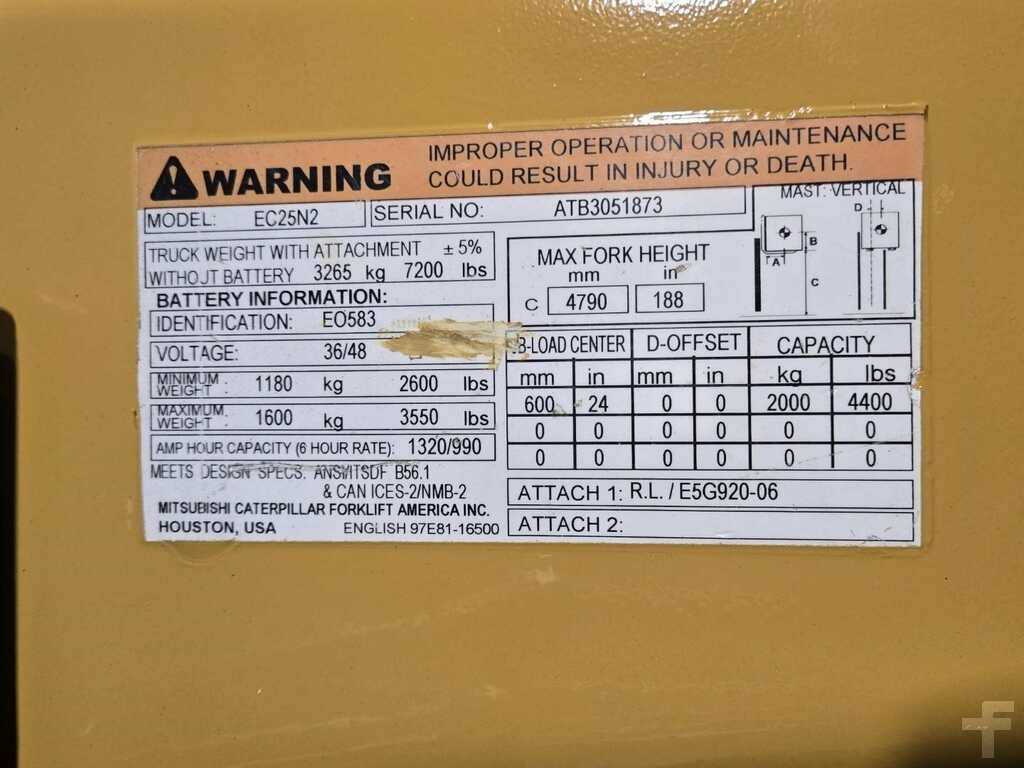 WARNING
IMPROPER OPERATION OR MAINTENANCE
COULD RESULT IN INJURY OR DEATH.
MODEL: EC25N2
SERIAL NO: ATB3051873
TRUCK WEIGHT WITH ATTACHMENT ± 5%
WITHOUT BATTERY 3265 kg 7200 lbs
BATTERY INFORMATION:
IDENTIFICATION: EO583
VOLTAGE: 36/48
MINIMUM
WEIGHT : 1180 kg 2600 lbs
MAXIMUM
WEIGHT : 1600 kg 3550 lbs
AMP HOUR CAPACITY (6 HOUR RATE): 1320/990
MEETS DESIGN SPECS: ANSI/ITSDF B56.1
& CAN ICES-2/NMB-2
MITSUBISHI CATERPILLAR FORKLIFT AMERICA INC.
HOUSTON, USA ENGLISH 97E81-16500
MAX FORK HEIGHT
mm in
C 4790 188
MAST: VERTICAL
D
B
A
C
B-LOAD CENTER D-OFFSET CAPACITY
mm in mm in kg lbs
600 24 0 0 2000 4400
0 0 0 0 0 0
0 0 0 0 0 0
ATTACH 1: R.L. / E5G920-06
ATTACH 2: